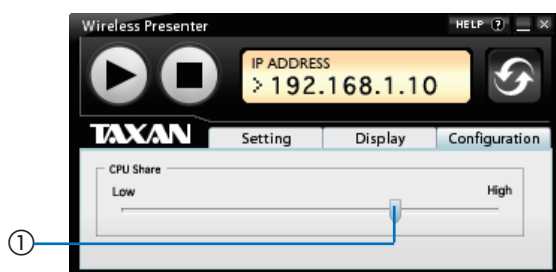 Wireless Presenter HELP ?
IP ADDRESS
> 192.168.1.10
TAXAN Setting Display Configuration
CPU Share
Low High
①